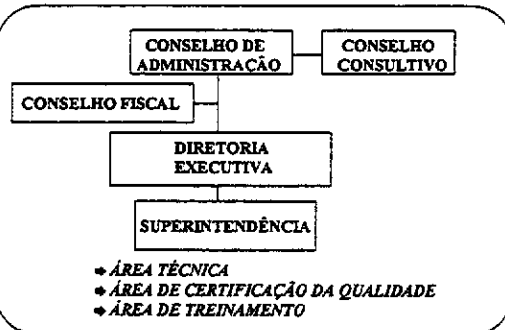 CONSELHO DE
ADMINISTRAÇÃO
CONSELHO
CONSULTIVO
CONSELHO FISCAL
DIRETORIA
EXECUTIVA
SUPERINTENDÊNCIA
➔ ÁREA TÉCNICA
➔ ÁREA DE CERTIFICAÇÃO DA QUALIDADE
➔ ÁREA DE TREINAMENTO